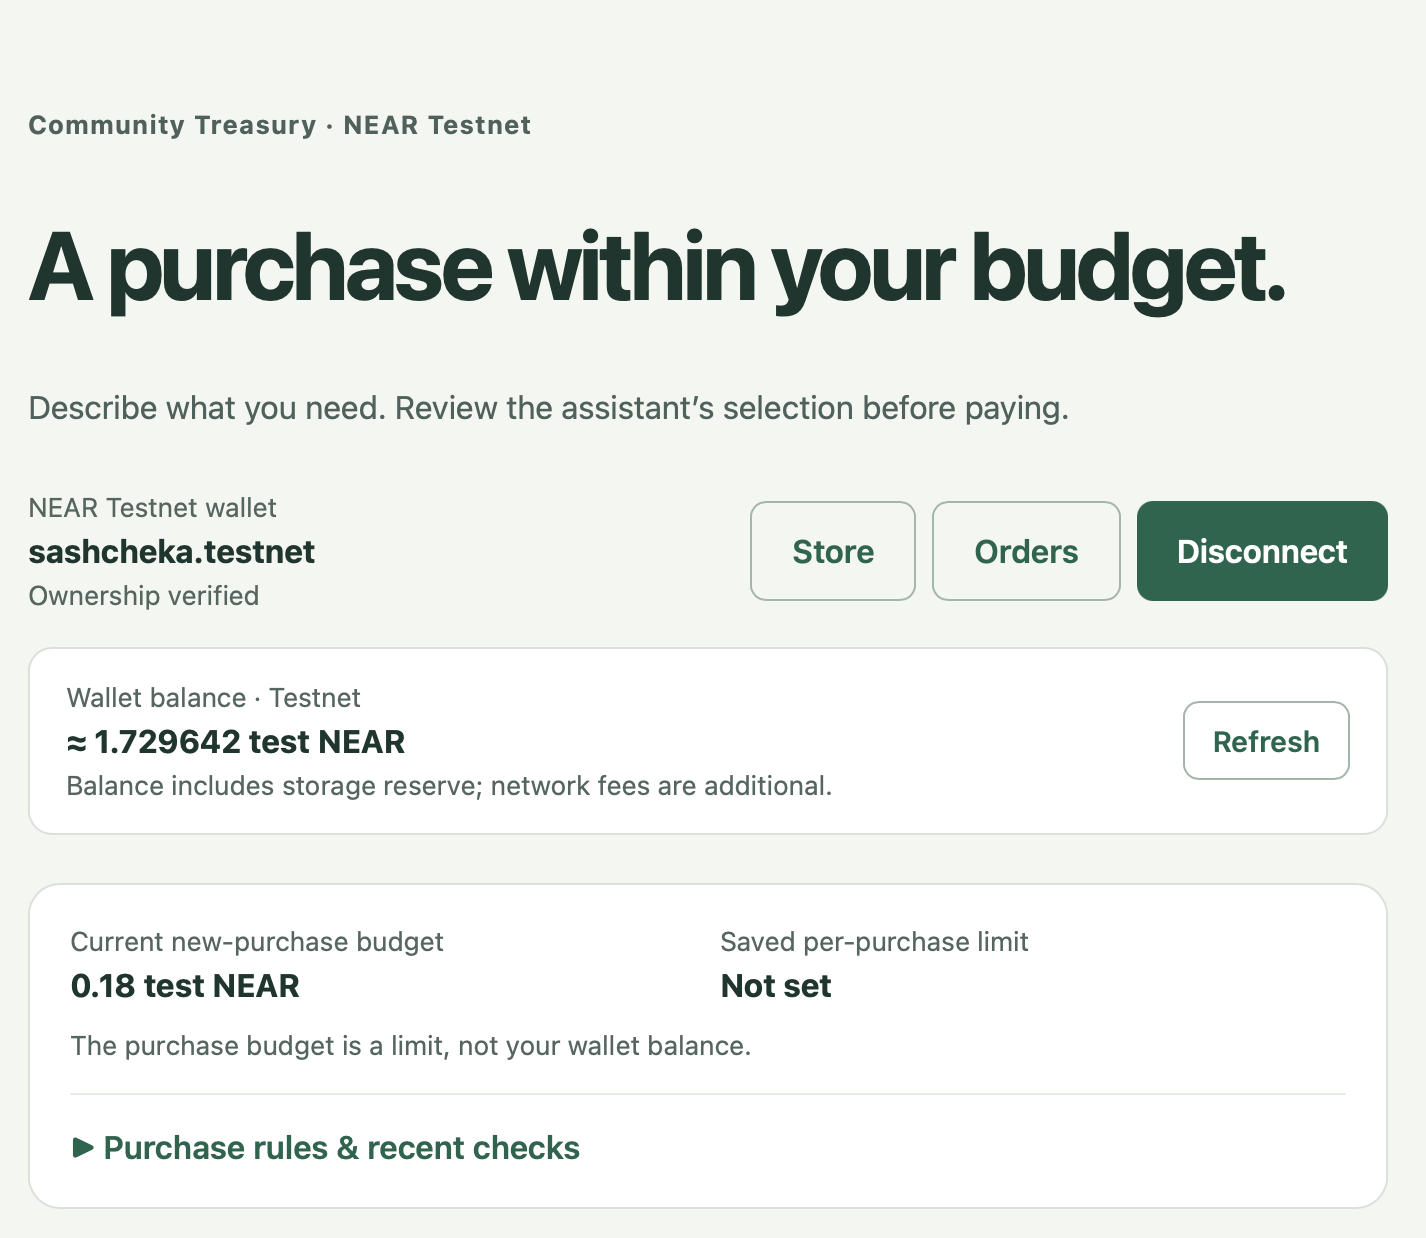 Community Treasury · NEAR Testnet
A purchase within your budget.
Describe what you need. Review the assistant’s selection before paying.
NEAR Testnet wallet
sashcheka.testnet
Ownership verified
Store
Orders
Disconnect
Wallet balance · Testnet
≈ 1.729642 test NEAR
Balance includes storage reserve; network fees are additional.
Refresh
Current new-purchase budget
0.18 test NEAR
Saved per-purchase limit
Not set
The purchase budget is a limit, not your wallet balance.
Purchase rules & recent checks